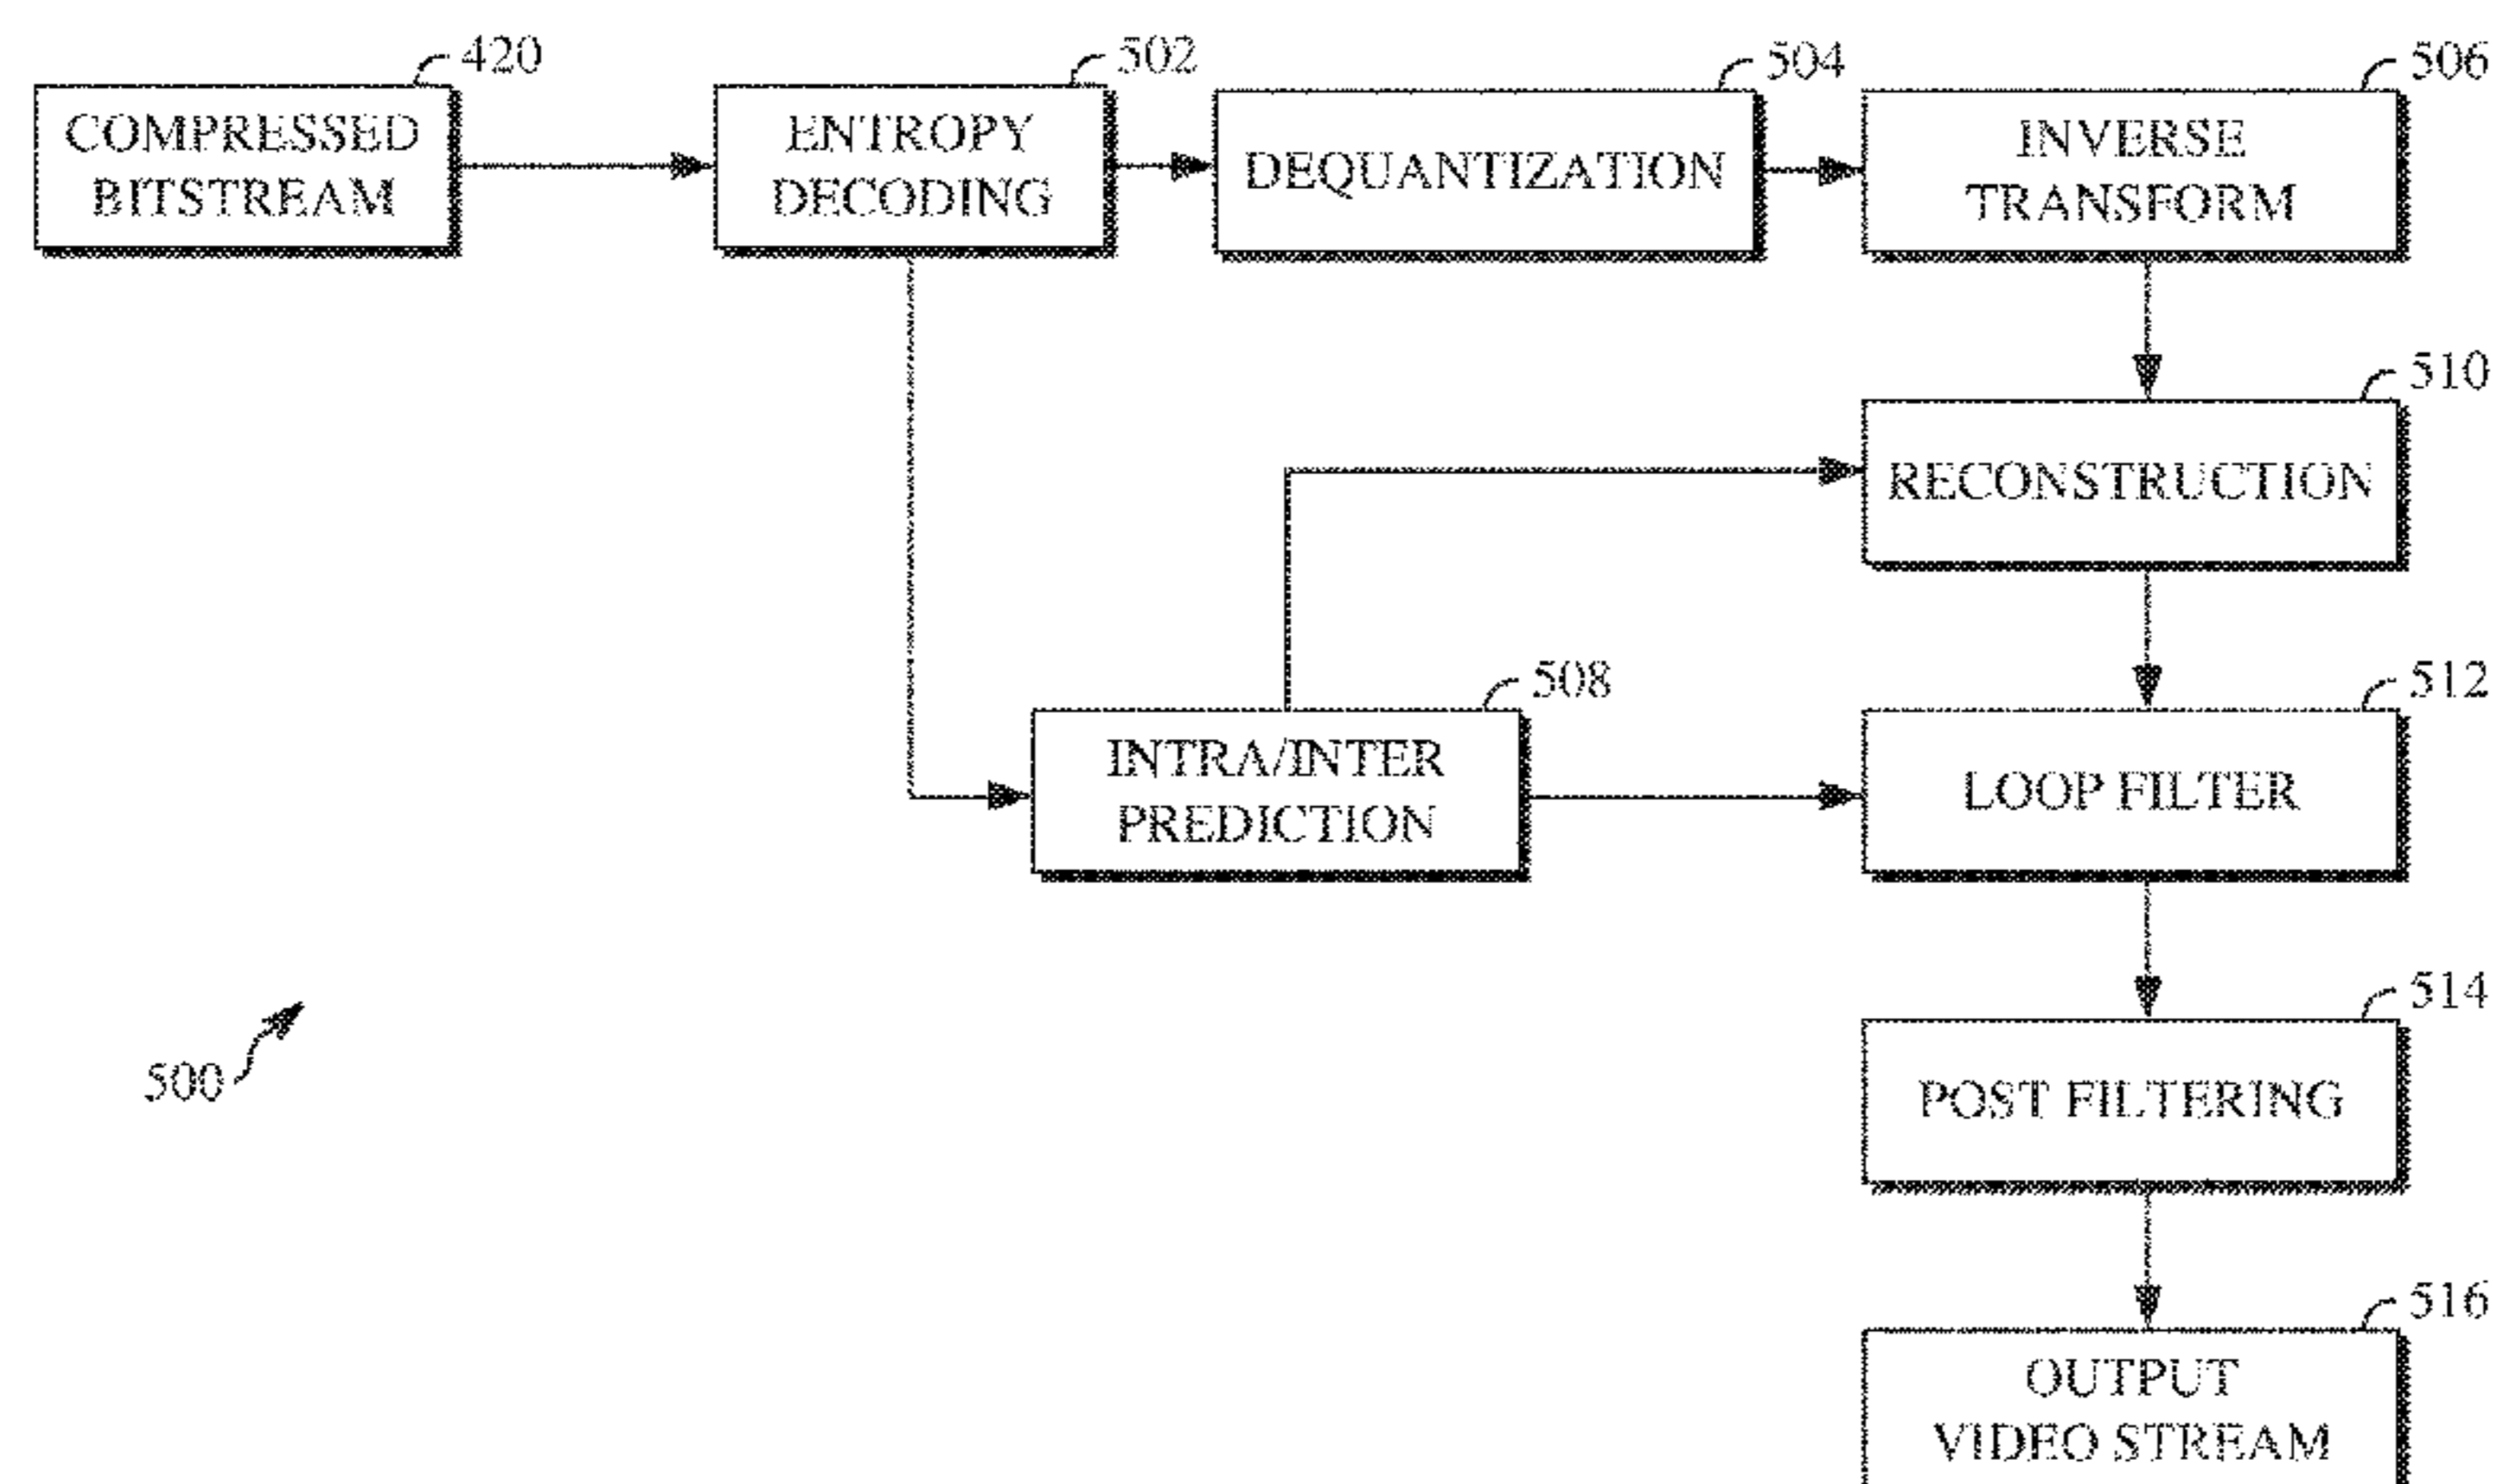 420
COMPRESSED
BITSTREAM
502
ENTROPY
DECODING
504
DEQUANTIZATION
506
INVERSE
TRANSFORM
510
RECONSTRUCTION
508
INTRA/INTER
PREDICTION
512
LOOP FILTER
500
514
POST FILTERING
516
OUTPUT
VIDEO STREAM